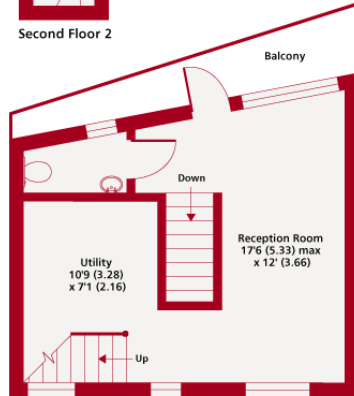 Second Floor 2
Balcony
Down
Reception Room
17'6 (5.33) max
x 12' (3.66)
Utility
10'9 (3.28)
x 7'1 (2.16)
Up